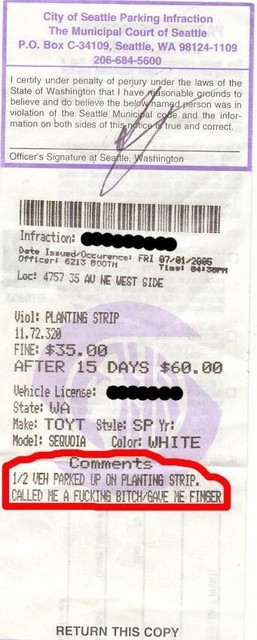 City of Seattle Parking Infraction
The Municipal Court of Seattle
P.O. Box C-34109, Seattle, WA 98124-1109
206-684-5600
I certify under penalty of perjury under the laws of the
State of Washington that I have reasonable grounds to
believe and do believe the below named person was in
violation of the Seattle Municipal code and the infor-
mation on both sides of this notice is true and correct.
Officer's Signature at Seattle, Washington
Infraction:
Date Issued/Occurence: FRI 07/01/2005
Officer: 6213 BOOTH Time: 04:38PM
Loc: 4757 35 AV NE WEST SIDE
Viol: PLANTING STRIP
11.72.320
FINE: $35.00
AFTER 15 DAYS $60.00
Vehicle License:
State: WA
Make: TOYT Style: SP Yr:
Model: SEQUOIA Color: WHITE
Comments
1/2 VEH PARKED UP ON PLANTING STRIP.
CALLED ME A FUCKING BITCH/GAVE ME FINGER
RETURN THIS COPY